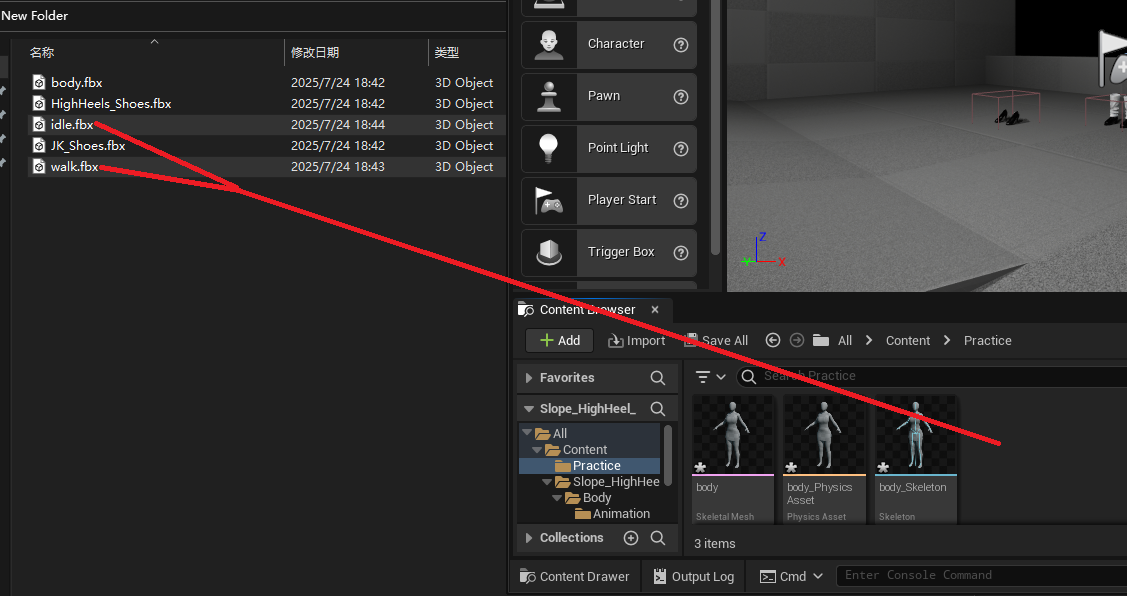 New Folder
名称 修改日期 类型
body.fbx 2025/7/24 18:42 3D Object
HighHeels_Shoes.fbx 2025/7/24 18:42 3D Object
idle.fbx 2025/7/24 18:44 3D Object
JK_Shoes.fbx 2025/7/24 18:42 3D Object
walk.fbx 2025/7/24 18:43 3D Object
Character ?
Pawn ?
Point Light ?
Player Start ?
Trigger Box ?
Z
Y X
Content Browser ×
+ Add Import Save All All > Content > Practice
Favorites
Search Practice
Slope_HighHeel_
All
Content
Practice
Slope_HighHee
Body
Animation
Collections
body
Skeletal Mesh
body_Physics
Asset
Physics Asset
body_Skeleton
Skeleton
3 items
Content Drawer Output Log Cmd Enter Console Command